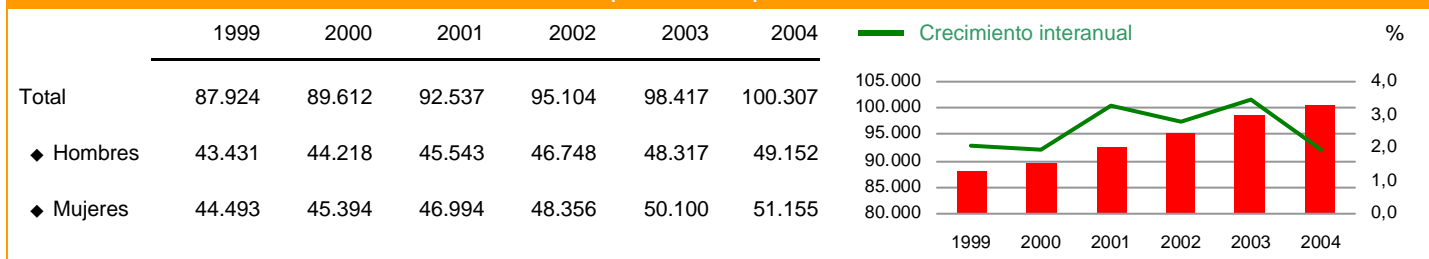 1999 2000 2001 2002 2003 2004
Crecimiento interanual %
Total 87.924 89.612 92.537 95.104 98.417 100.307
◆ Hombres 43.431 44.218 45.543 46.748 48.317 49.152
◆ Mujeres 44.493 45.394 46.994 48.356 50.100 51.155
105.000 4,0
100.000 3,0
95.000
90.000 2,0
85.000 1,0
80.000 0,0
1999 2000 2001 2002 2003 2004